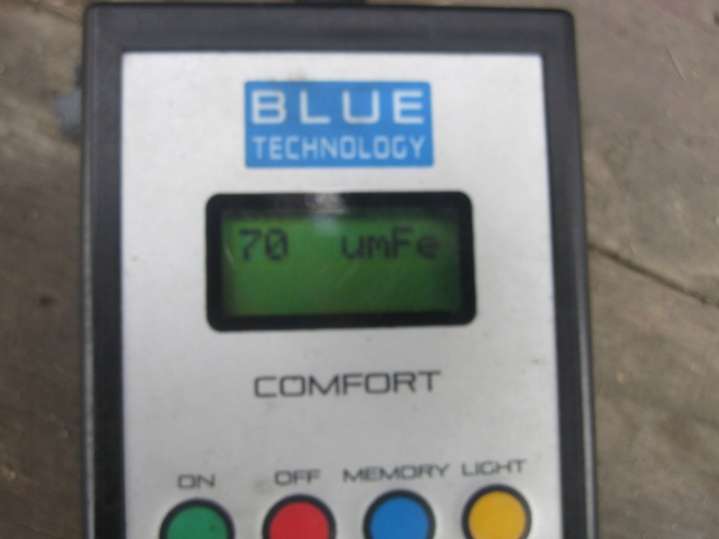 BLUE
TECHNOLOGY
70 umFe
COMFORT
ON OFF MEMORY LIGHT